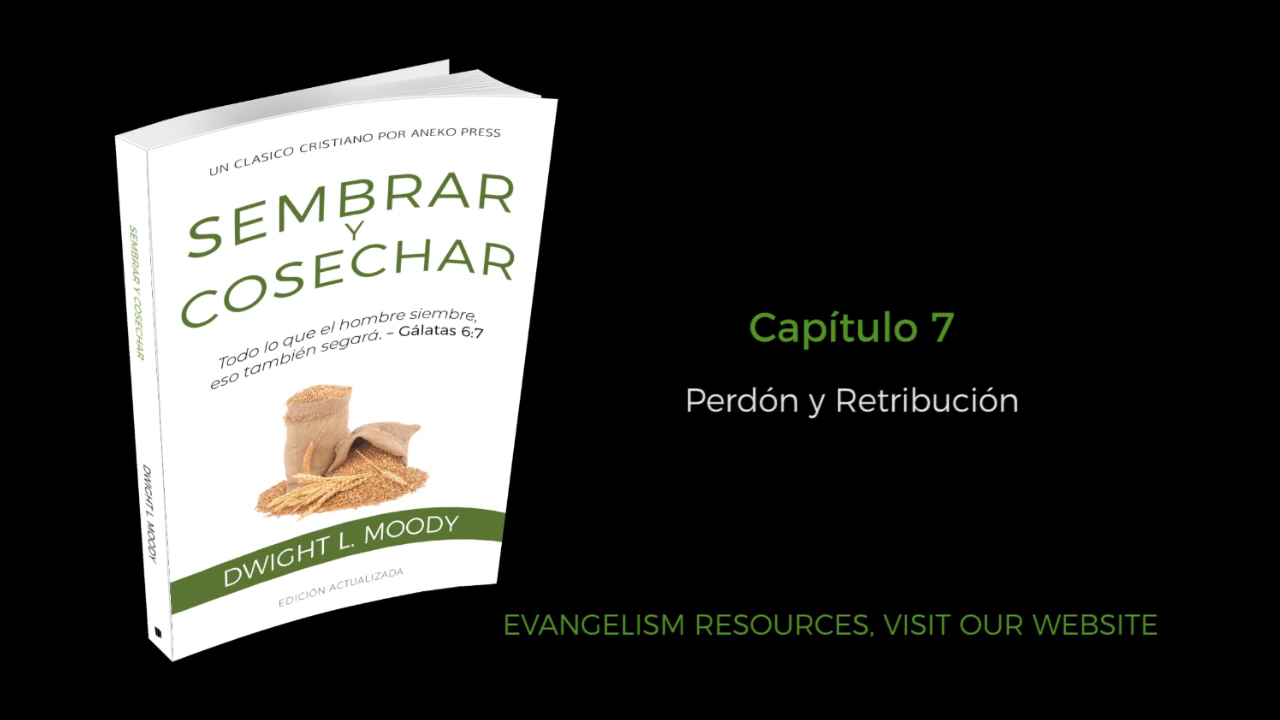 UN CLASICO CRISTIANO POR ANEKO PRESS
SEMBRAR
Y
COSECHAR
Todo lo que el hombre siembre,
eso también segará. – Gálatas 6:7
DWIGHT L. MOODY
EDICIÓN ACTUALIZADA
SEMBRAR Y COSECHAR
DWIGHT L. MOODY
Capítulo 7
Perdón y Retribución
EVANGELISM RESOURCES, VISIT OUR WEBSITE